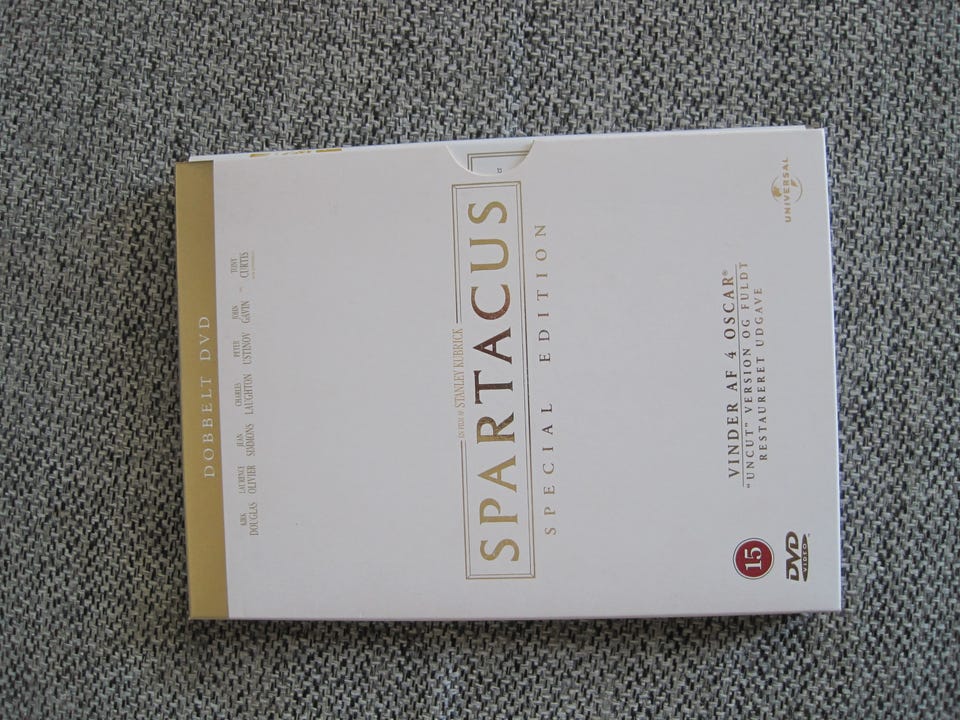 DOBBELT DVD
KIRK LAURENCE JEAN CHARLES PETER JOHN TONY
DOUGLAS OLIVIER SIMMONS LAUGHTON USTINOV GAVIN CURTIS
EN FILM AF STANLEY KUBRICK
SPARTACUS
SPECIAL EDITION
VINDER AF 4 OSCAR®
"UNCUT" VERSION OG FULDT
RESTAURERET UDGAVE
15
DVD
VIDEO
UNIVERSAL